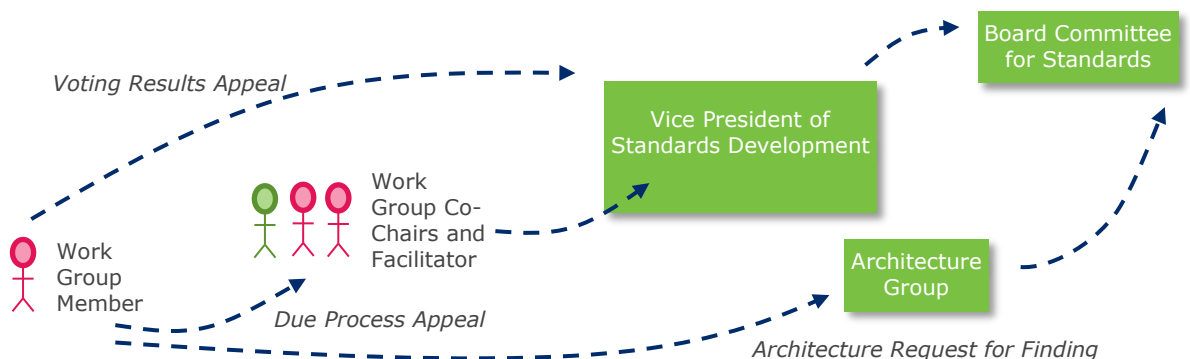 Board Committee
for Standards
Voting Results Appeal
Vice President of
Standards Development
Work
Group Co-
Chairs and
Facilitator
Work
Group
Member
Architecture
Group
Due Process Appeal
Architecture Request for Finding